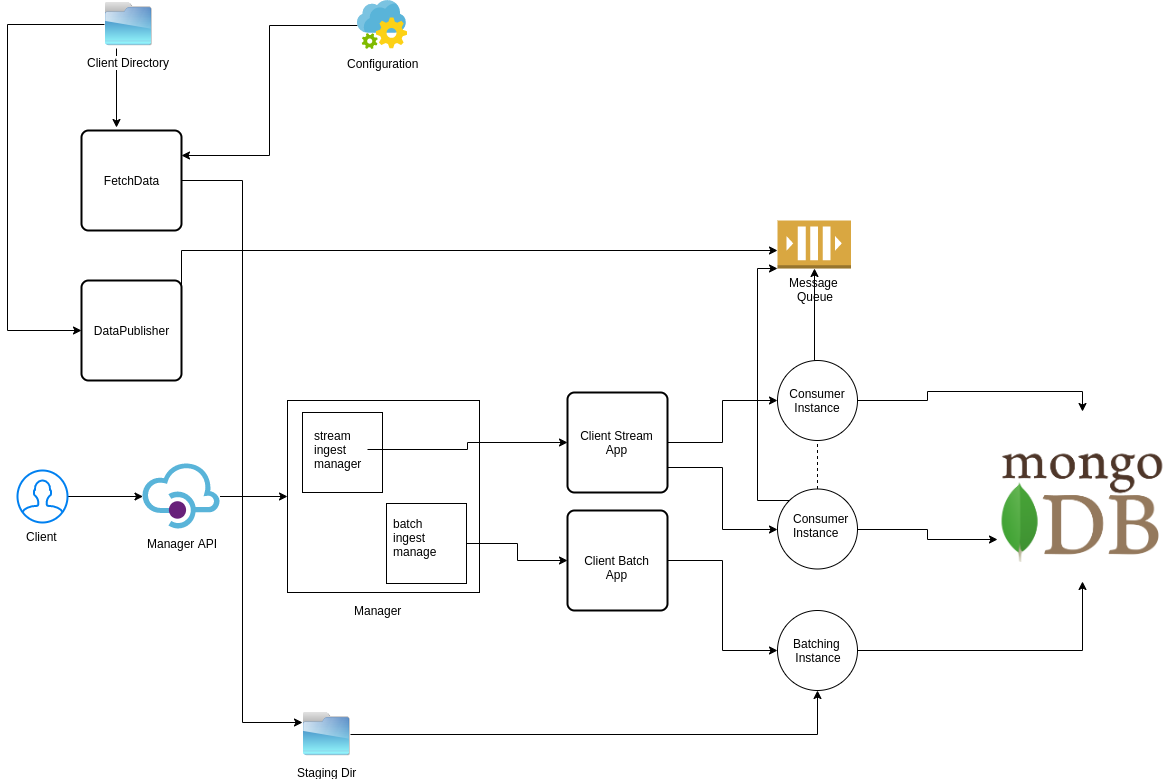 Client Directory
Configuration
FetchData
DataPublisher
Message
Queue
Consumer
Instance
stream
ingest
manager
Client Stream
App
mongo
DB
batch
ingest
manage
Consumer
Instance
Client
Manager API
Client Batch
App
Manager
Batching
Instance
Staging Dir